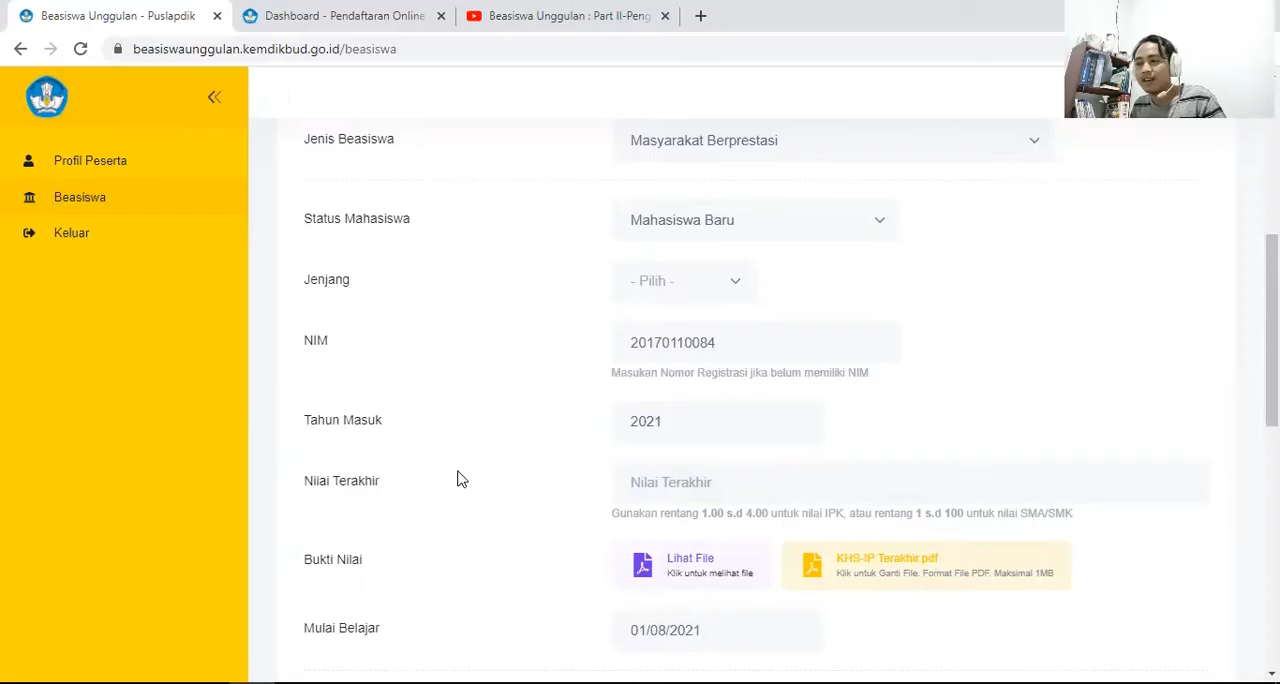 Beasiswa Unggulan - Puslapdik
Dashboard - Pendaftaran Online
Beasiswa Unggulan : Part II-Peng
beasiswaunggulan.kemdikbud.go.id/beasiswa
Profil Peserta
Beasiswa
Keluar
Jenis Beasiswa
Masyarakat Berprestasi
Status Mahasiswa
Mahasiswa Baru
Jenjang
- Pilih -
NIM
20170110084
Masukan Nomor Registrasi jika belum memiliki NIM
Tahun Masuk
2021
Nilai Terakhir
Nilai Terakhir
Gunakan rentang 1.00 s.d 4.00 untuk nilai IPK, atau rentang 1 s.d 100 untuk nilai SMA/SMK
Bukti Nilai
Lihat File
Klik untuk melihat file
KHS-IP Terakhir.pdf
Klik untuk Ganti File. Format File PDF. Maksimal 1MB
Mulai Belajar
01/08/2021